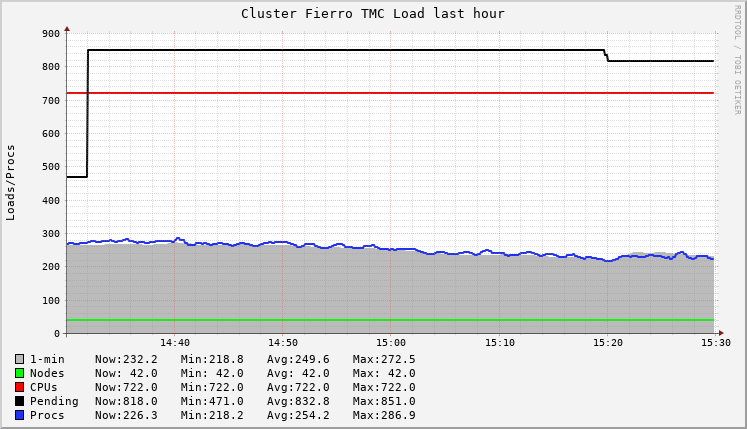 Cluster Fierro TMC Load last hour
RRDTOOL / TOBI OETIKER
Loads/Procs
900
800
700
600
500
400
300
200
100
0
14:40 14:50 15:00 15:10 15:20 15:30
1-min Now:232.2 Min:218.8 Avg:249.6 Max:272.5
Nodes Now: 42.0 Min: 42.0 Avg: 42.0 Max: 42.0
CPUs Now:722.0 Min:722.0 Avg:722.0 Max:722.0
Pending Now:818.0 Min:471.0 Avg:832.8 Max:851.0
Procs Now:226.3 Min:218.2 Avg:254.2 Max:286.9